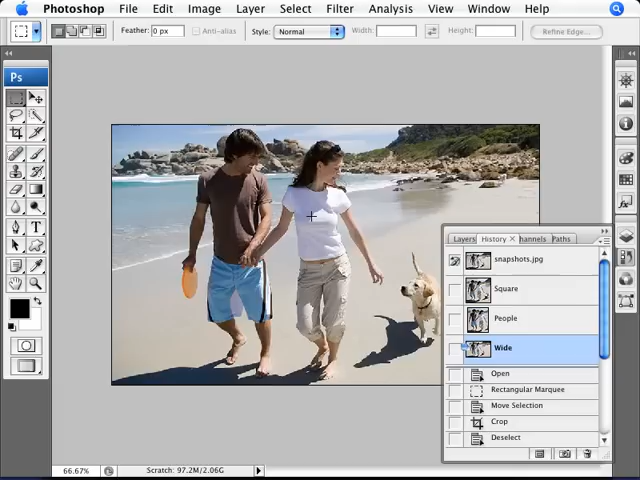 Photoshop File Edit Image Layer Select Filter Analysis View Window Help
Feather: 0 px Anti-alias Style: Normal Width: Height: Refine Edge...
Ps
Layers History × hannels Paths
snapshots.jpg
Square
People
Wide
Open
Rectangular Marquee
Move Selection
Crop
Deselect
66.67% Scratch: 97.2M/2.06G